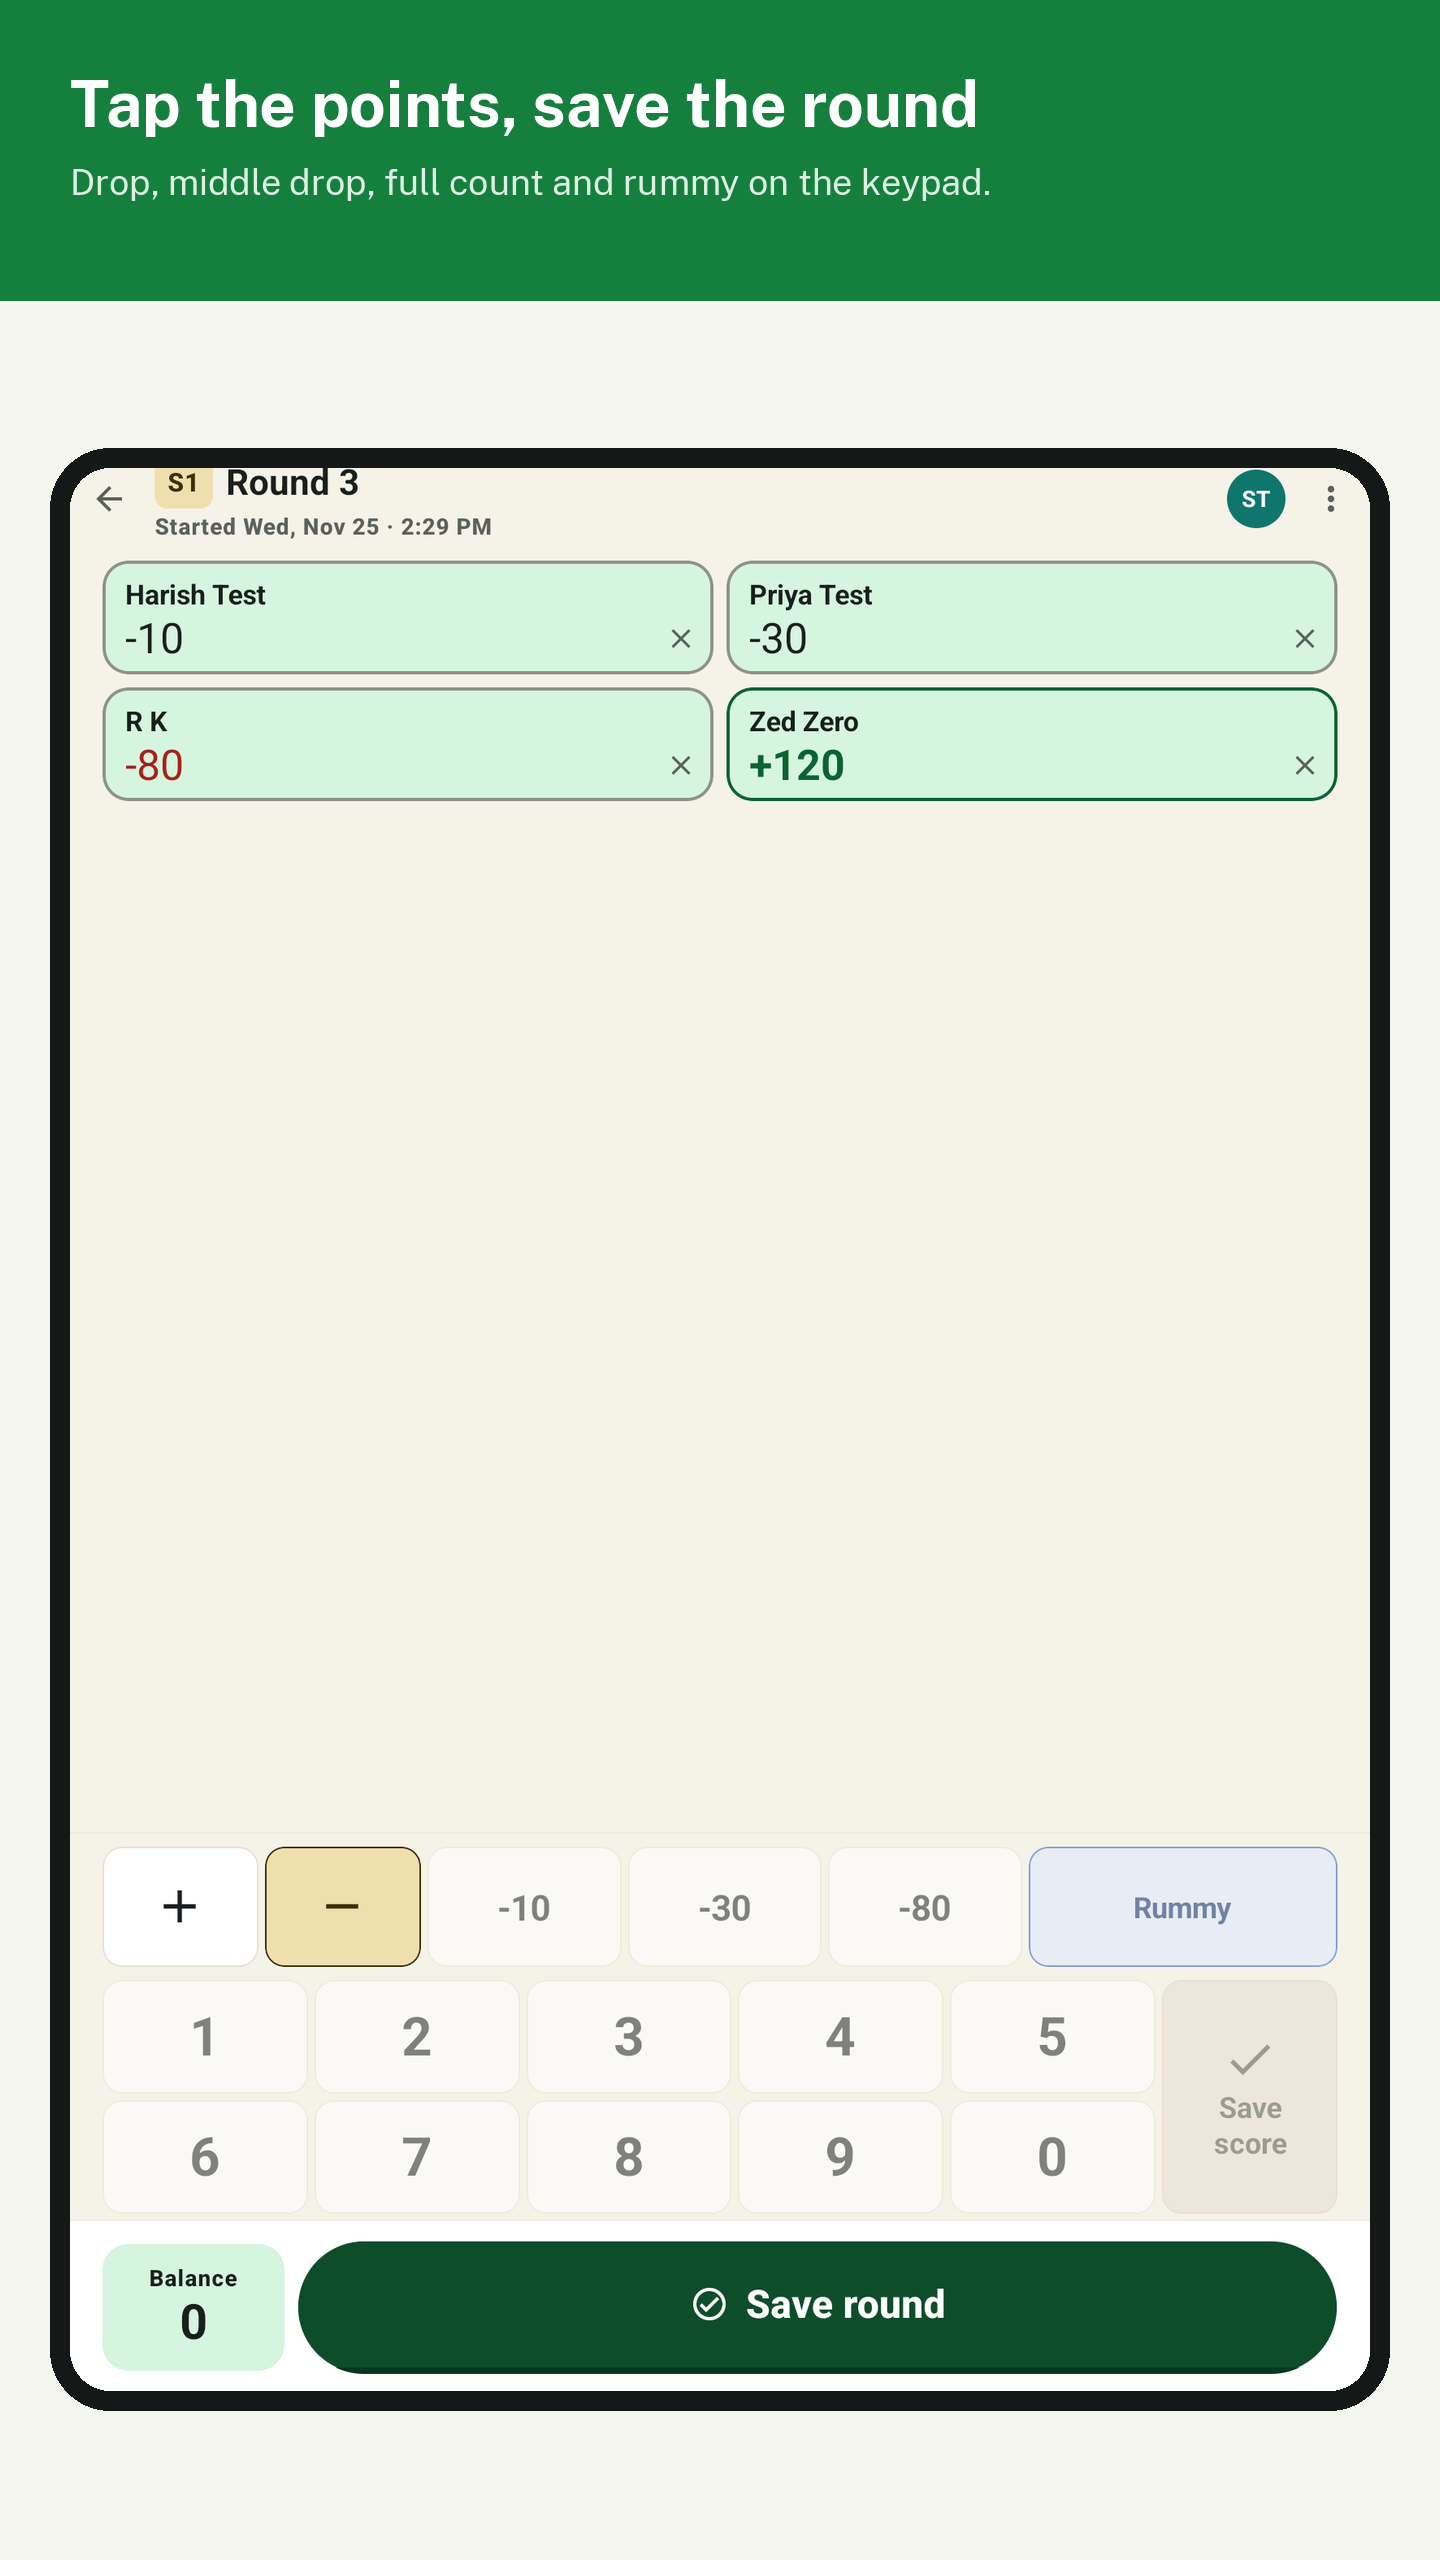 Tap the points, save the round
Drop, middle drop, full count and rummy on the keypad.
S1 Round 3
ST
Started Wed, Nov 25 · 2:29 PM
Harish Test
-10
Priya Test
-30
R K
-80
Zed Zero
+120
+ − -10 -30 -80 Rummy
1 2 3 4 5
Save
score
6 7 8 9 0
Balance
0
Save round